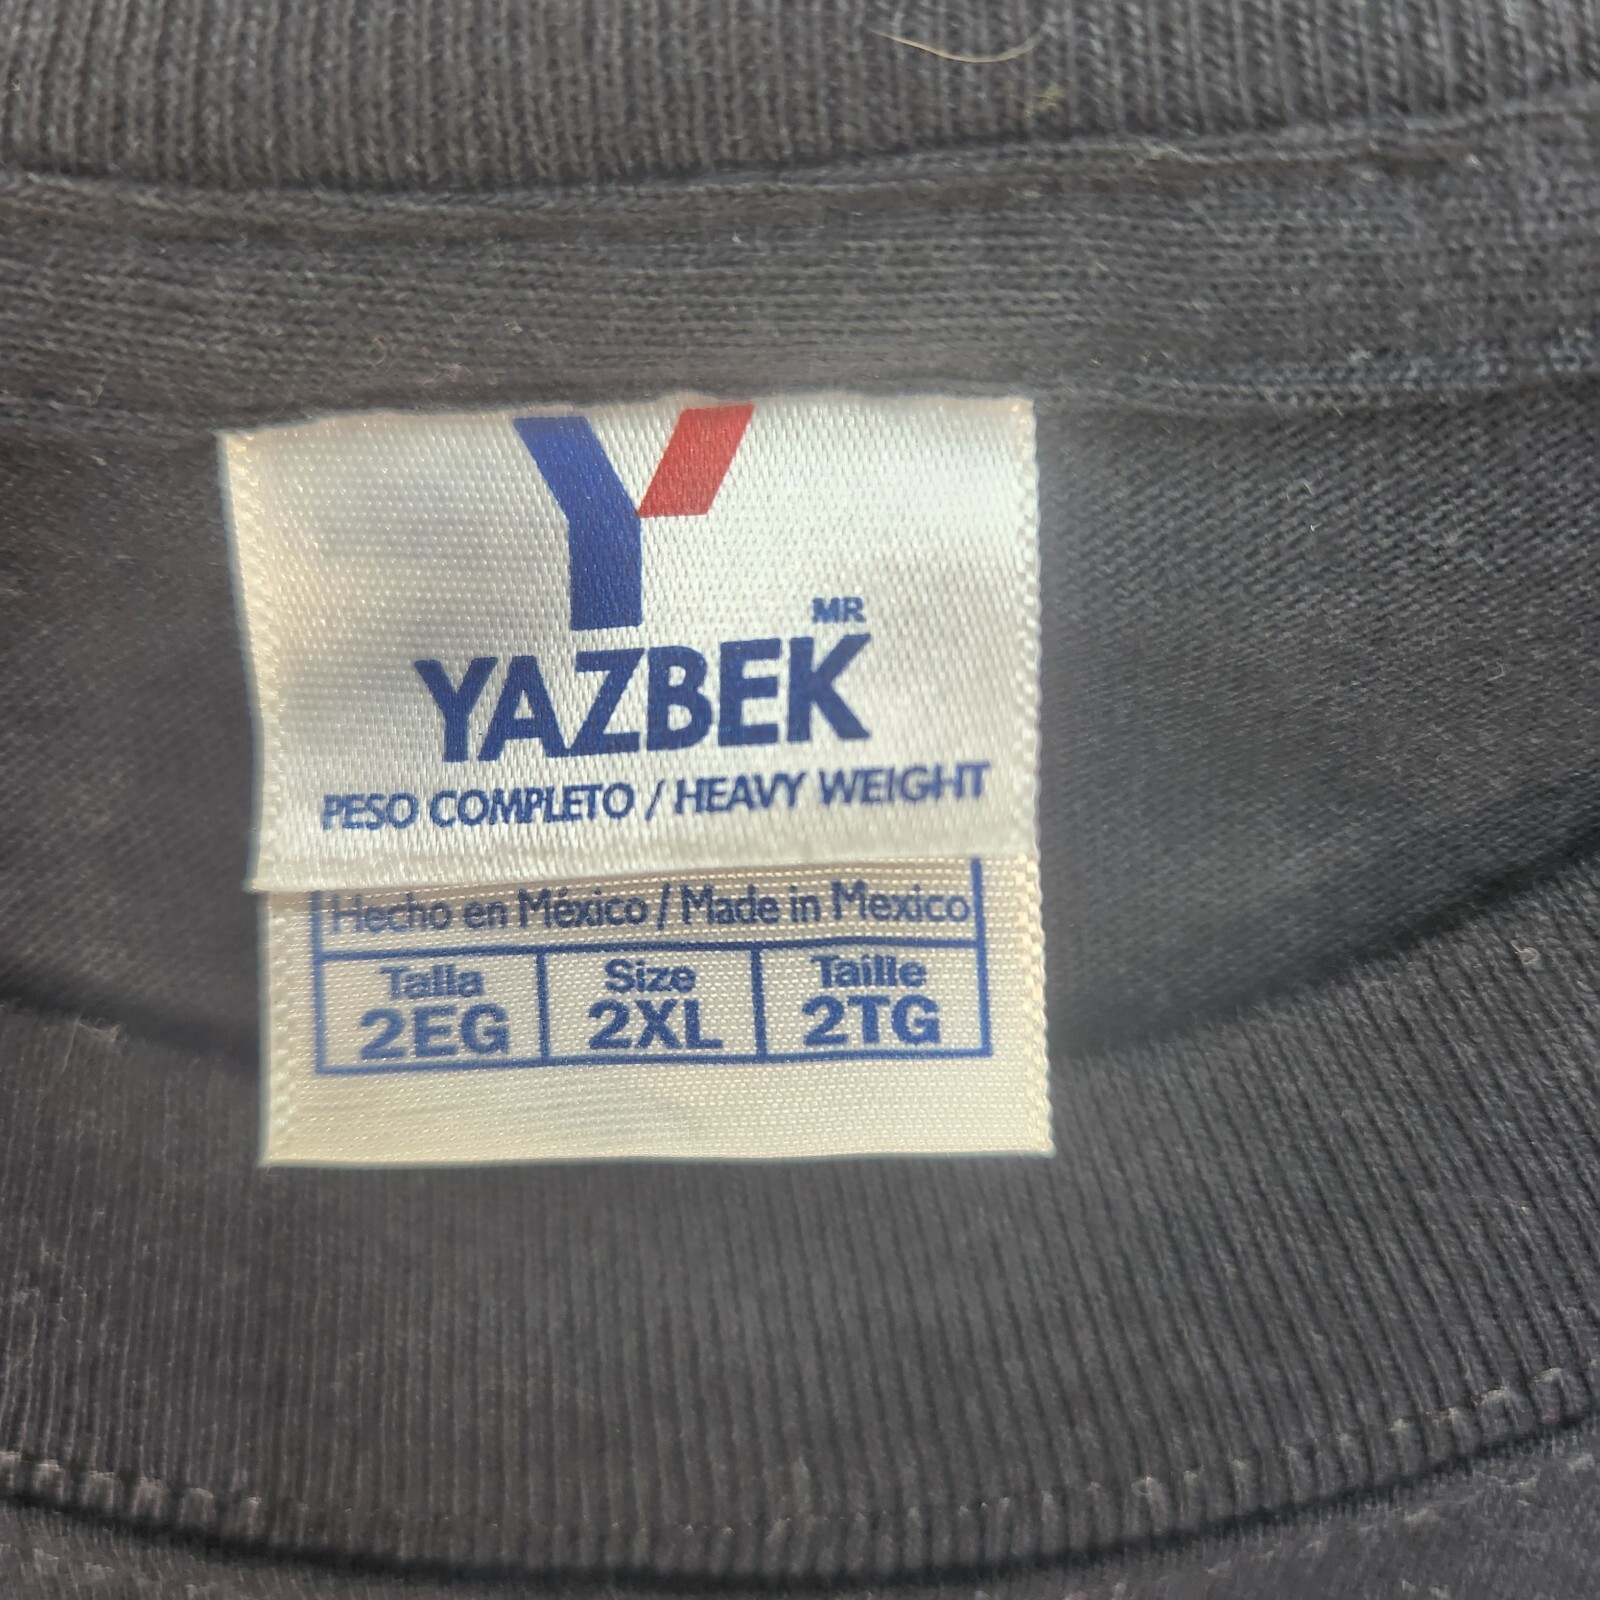 Y
MR
YAZBEK
PESO COMPLETO / HEAVY WEIGHT
Hecho en México / Made in Mexico
Talla Size Taille
2EG 2XL 2TG